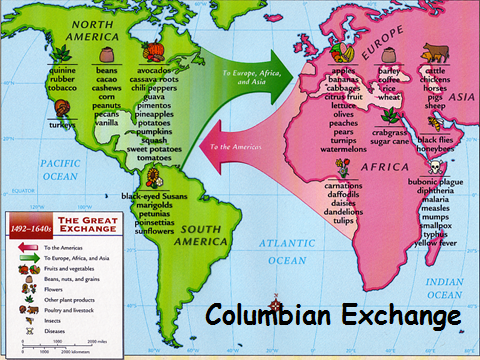 NORTH
AMERICA
quinine
rubber
tobacco
turkeys
beans
cacao
cashews
corn
peanuts
pecans
vanilla
avocados
cassava roots
chili peppers
guava
pimentos
pineapples
potatoes
pumpkins
squash
sweet potatoes
tomatoes
To Europe, Africa,
and Asia
To the Americas
EUROPE
ASIA
apples
bananas
cabbages
citrus fruit
lettuce
olives
peaches
pears
turnips
watermelons
barley
coffee
rice
wheat
cattle
chickens
horses
pigs
sheep
crabgrass
sugar cane
black flies
honeybees
AFRICA
carnations
daffodils
daisies
dandelions
tulips
bubonic plague
diphtheria
malaria
measles
mumps
smallpox
typhus
yellow fever
PACIFIC
OCEAN
EQUATOR
black-eyed Susans
marigolds
petunias
poinsettias
sunflowers
SOUTH
AMERICA
ATLANTIC
OCEAN
INDIAN
OCEAN
1492–1640s
THE GREAT
EXCHANGE
To the Americas
To Europe, Africa, and Asia
Fruits and vegetables
Beans, nuts, and grains
Flowers
Other plant products
Poultry and livestock
Insects
Diseases
Columbian Exchange